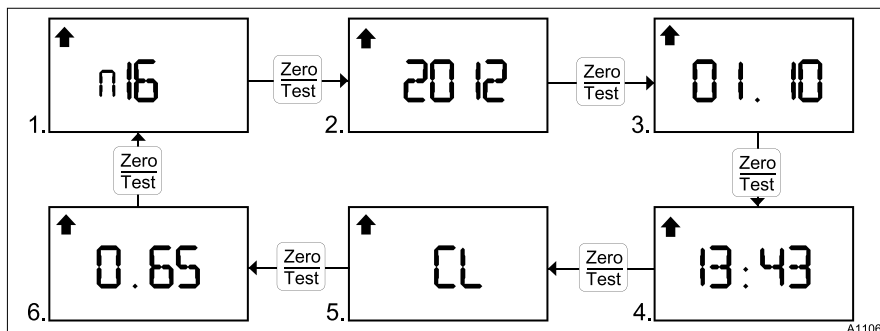 1. n16
Zero
Test
2. 2012
Zero
Test
3. 01.10
Zero
Test
4. 13:43
Zero
Test
5. CL
Zero
Test
6. 0.65
Zero
Test
A1106